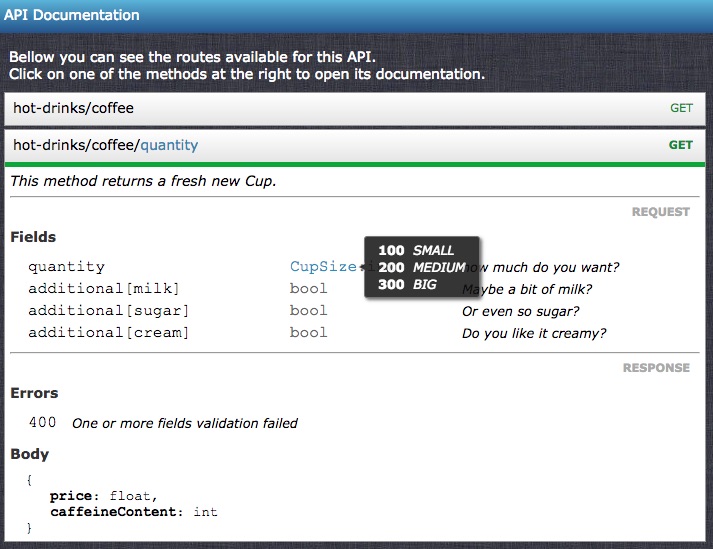 API Documentation
Bellow you can see the routes available for this API.
Click on one of the methods at the right to open its documentation.
hot-drinks/coffee GET
hot-drinks/coffee/quantity GET
This method returns a fresh new Cup.
REQUEST
Fields
quantity CupSize how much do you want?
100 SMALL
200 MEDIUM
300 BIG
additional[milk] bool Maybe a bit of milk?
additional[sugar] bool Or even so sugar?
additional[cream] bool Do you like it creamy?
RESPONSE
Errors
400 One or more fields validation failed
Body
{
price: float,
caffeineContent: int
}